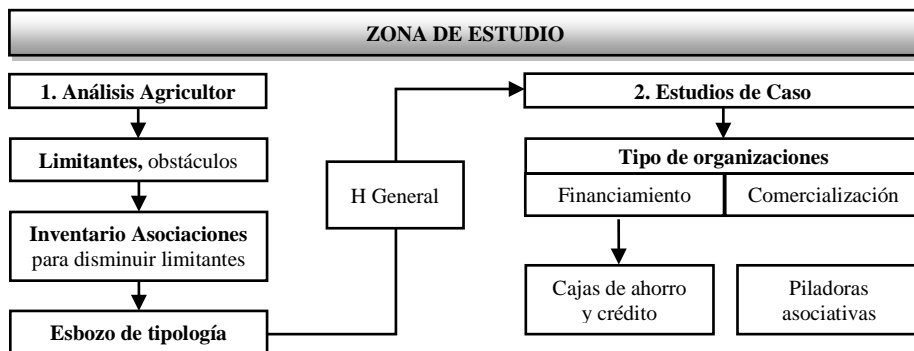 ZONA DE ESTUDIO
1. Análisis Agricultor
Limitantes, obstáculos
Inventario Asociaciones
para disminuir limitantes
Esbozo de tipología
H General
2. Estudios de Caso
Tipo de organizaciones
Financiamiento
Comercialización
Cajas de ahorro
y crédito
Piladoras
asociativas